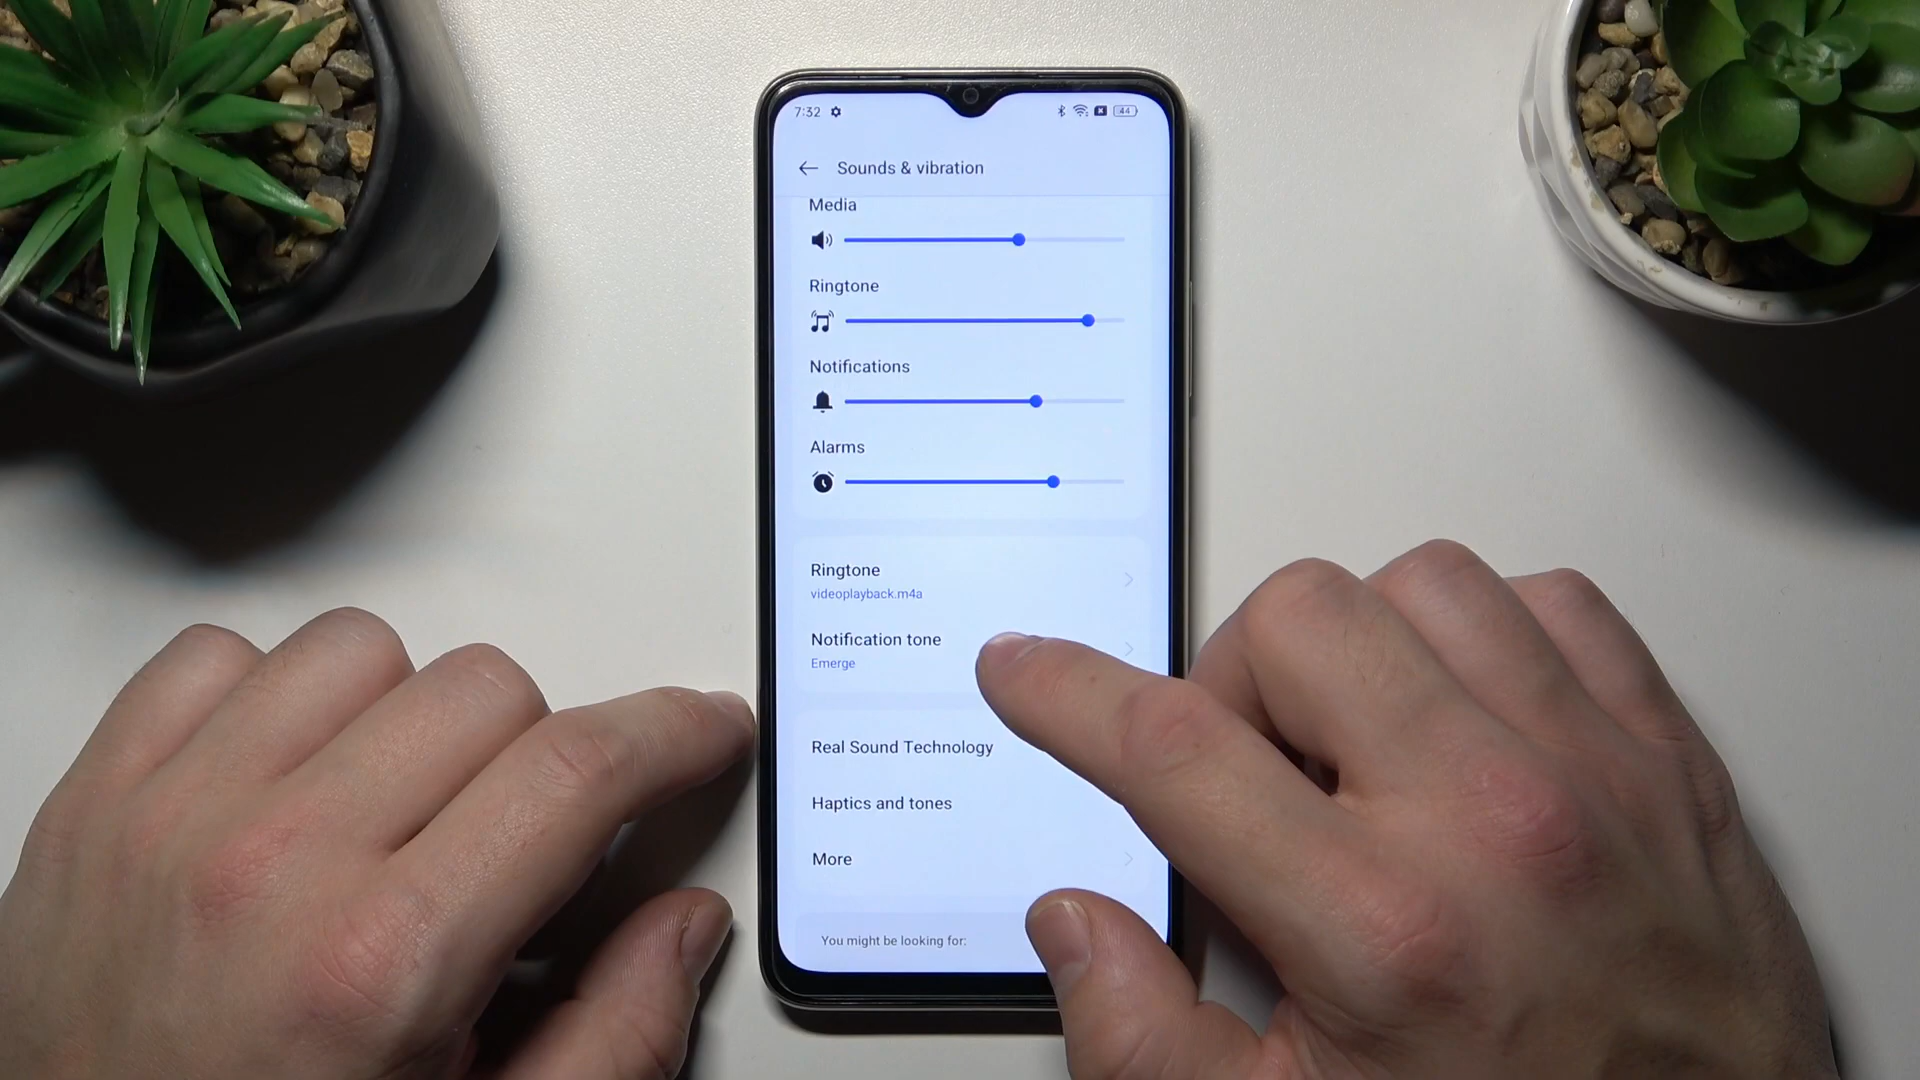 7:32
44
Sounds & vibration
Media
Ringtone
Notifications
Alarms
Ringtone
videoplayback.m4a
Notification tone
Emerge
Real Sound Technology
Haptics and tones
More
You might be looking for: